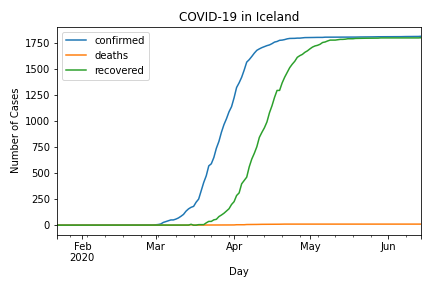 COVID-19 in Iceland
confirmed
deaths
recovered
Number of Cases
1750
1500
1250
1000
750
500
250
0
Feb Mar Apr May Jun
2020
Day